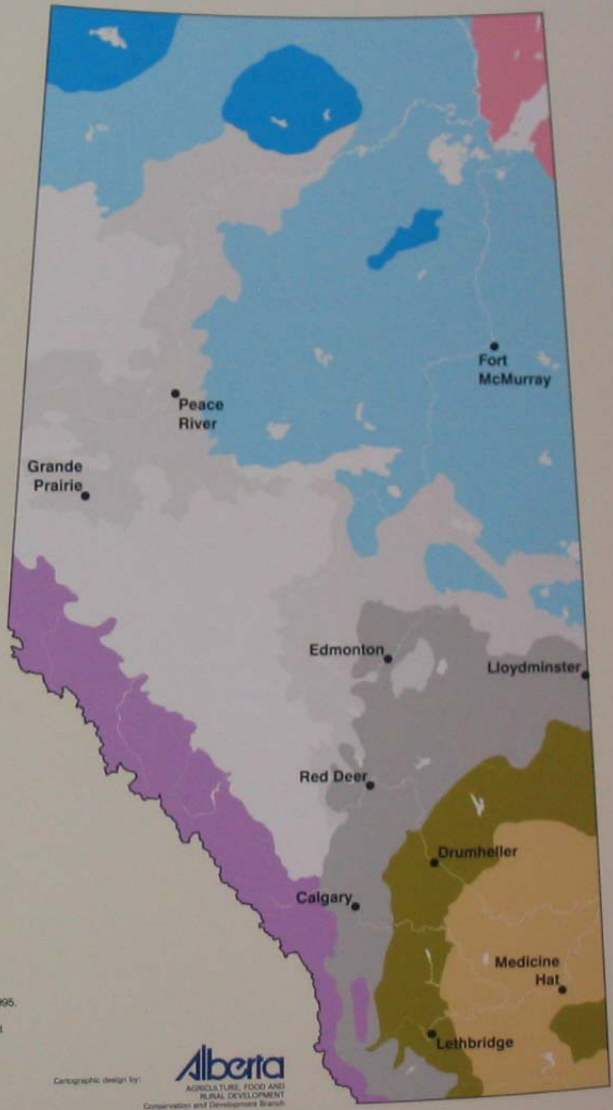 Fort
McMurray
Peace
River
Grande
Prairie
Edmonton
Lloydminster
Red Deer
Drumheller
Calgary
Medicine
Hat
Lethbridge
995.
Cartographic design by:
Alberta
AGRICULTURE, FOOD AND
RURAL DEVELOPMENT
Conservation and Development Branch